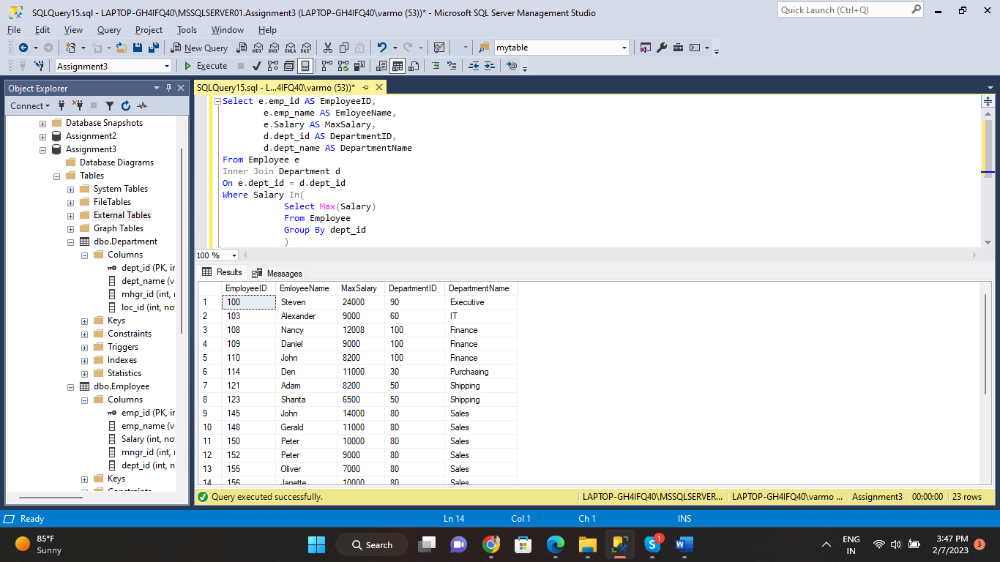 SQLQuery15.sql - LAPTOP-GH4IFQ40\MSSQLSERVER01.Assignment3 (LAPTOP-GH4IFQ40\varmo (53))* - Microsoft SQL Server Management Studio
Quick Launch (Ctrl+Q)
File Edit View Query Project Tools Window Help
New Query MDX DMX XMLA DAX mytable
Assignment3 Execute
Object Explorer
Connect
Database Snapshots
Assignment2
Assignment3
Database Diagrams
Tables
System Tables
FileTables
External Tables
Graph Tables
dbo.Department
Columns
dept_id (PK, in
dept_name (va
mhgr_id (int, n
loc_id (int, no
Keys
Constraints
Triggers
Indexes
Statistics
dbo.Employee
Columns
emp_id (PK, in
emp_name (va
Salary (int, no
mngr_id (int, n
dept_id (int, n
Keys
Constraints
SQLQuery15.sql - L...4IFQ40\varmo (53))*
Select e.emp_id AS EmployeeID,
e.emp_name AS EmloyeeName,
e.Salary AS MaxSalary,
d.dept_id AS DepartmentID,
d.dept_name AS DepartmentName
From Employee e
Inner Join Department d
On e.dept_id = d.dept_id
Where Salary In(
Select Max(Salary)
From Employee
Group By dept_id
)
100 %
Results Messages
EmployeeID EmloyeeName MaxSalary DepartmentID DepartmentName
1 100 Steven 24000 90 Executive
2 103 Alexander 9000 60 IT
3 108 Nancy 12008 100 Finance
4 109 Daniel 9000 100 Finance
5 110 John 8200 100 Finance
6 114 Den 11000 30 Purchasing
7 121 Adam 8200 50 Shipping
8 123 Shanta 6500 50 Shipping
9 145 John 14000 80 Sales
10 148 Gerald 11000 80 Sales
11 150 Peter 10000 80 Sales
12 152 Peter 9000 80 Sales
13 155 Oliver 7000 80 Sales
14 156 Janette 10000 80 Sales
Query executed successfully. LAPTOP-GH4IFQ40\MSSQLSERVER... LAPTOP-GH4IFQ40\varmo ... Assignment3 00:00:00 23 rows
Ready Ln 14 Col 1 Ch 1 INS
85°F
Sunny
Search
1
ENG
IN
3:47 PM
2/7/2023
3